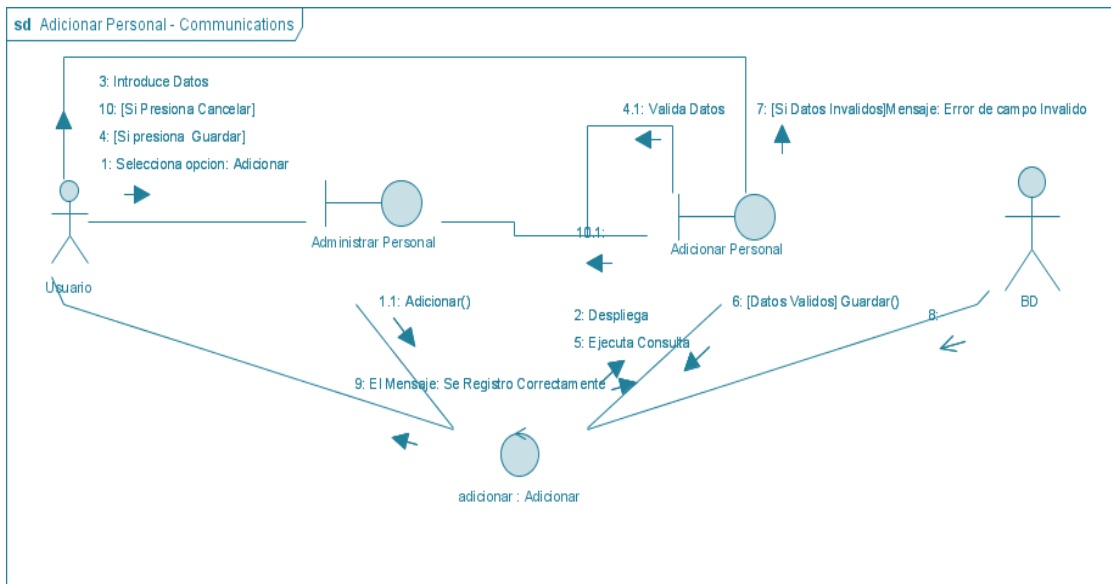 sd Adicionar Personal - Communications
3: Introduce Datos
10: [Si Presiona Cancelar]
4: [Si presiona Guardar]
1: Selecciona opcion: Adicionar
4.1: Valida Datos
7: [Si Datos Invalidos]Mensaje: Error de campo Invalido
Administrar Personal
10.1:
Adicionar Personal
Usuario
BD
1.1: Adicionar()
2: Despliega
5: Ejecuta Consulta
6: [Datos Validos] Guardar()
8:
9: El Mensaje: Se Registro Correctamente
adicionar : Adicionar